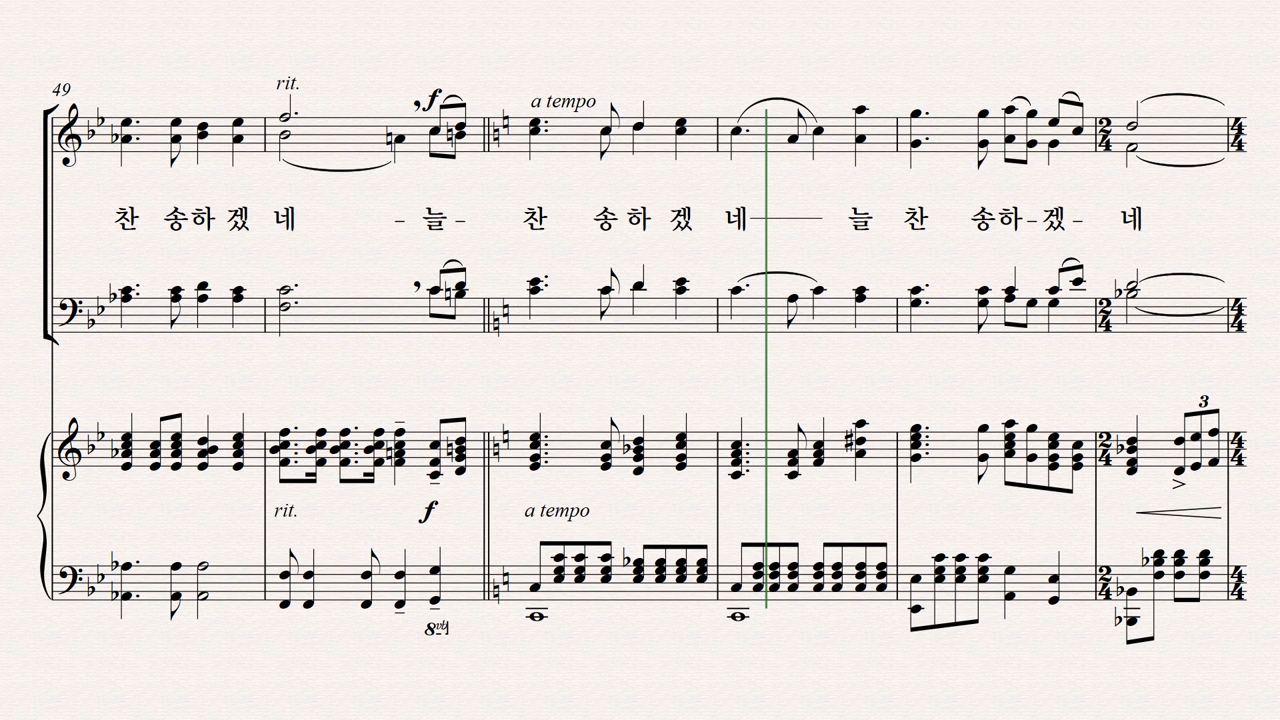 49
rit.
f
a tempo
찬 송하 겠 네 - 늘 - 찬 송 하 겠 네 늘 찬 송하 - 겠 - 네
3
rit.
f
a tempo
8vb